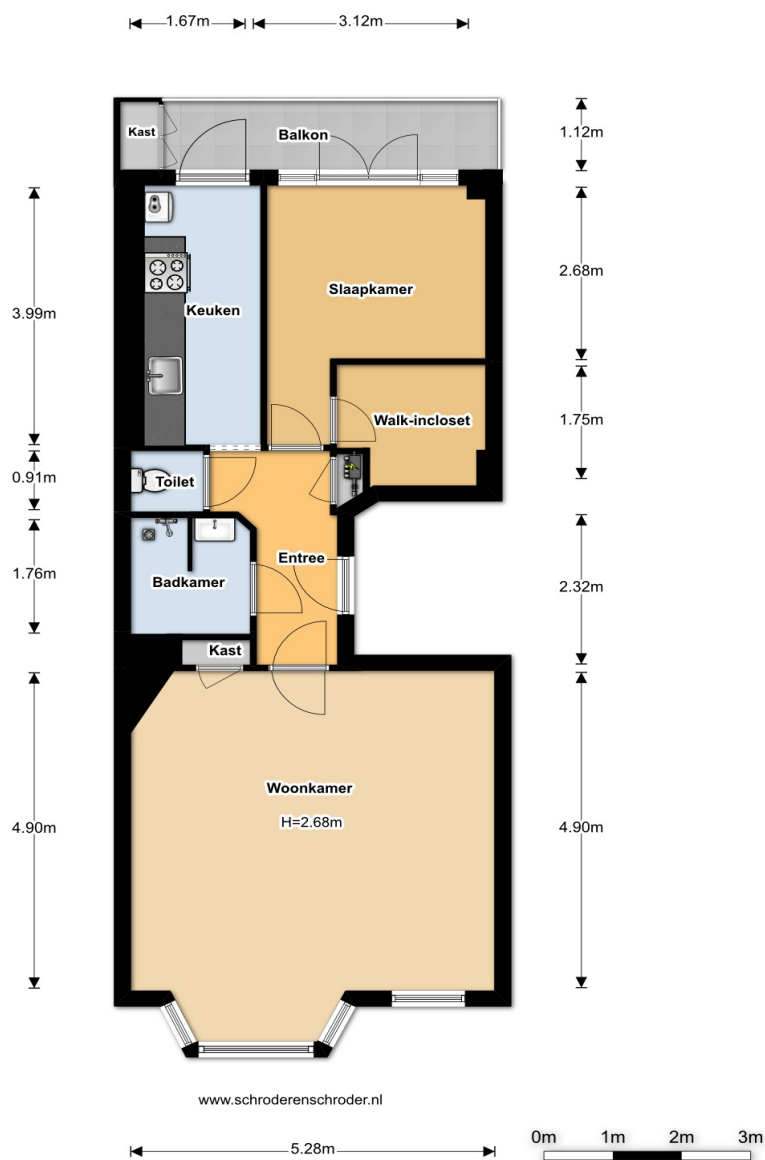 1.67m
3.12m
Kast
Balkon
1.12m
3.99m
Keuken
Slaapkamer
2.68m
Walk-incloset
1.75m
0.91m
Toilet
Entree
1.76m
Badkamer
2.32m
Kast
Woonkamer
H=2.68m
4.90m
4.90m
www.schroderenschroder.nl
5.28m
0m 1m 2m 3m